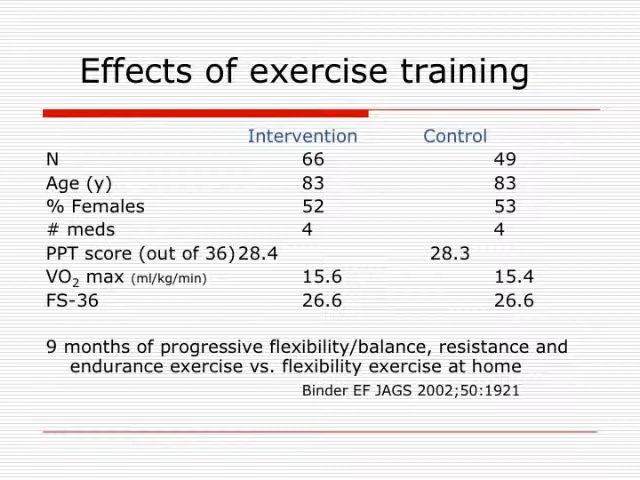 Effects of exercise training
Intervention Control
N 66 49
Age (y) 83 83
% Females 52 53
# meds 4 4
PPT score (out of 36) 28.4 28.3
VO2 max (ml/kg/min) 15.6 15.4
FS-36 26.6 26.6
9 months of progressive flexibility/balance, resistance and
endurance exercise vs. flexibility exercise at home
Binder EF JAGS 2002;50:1921